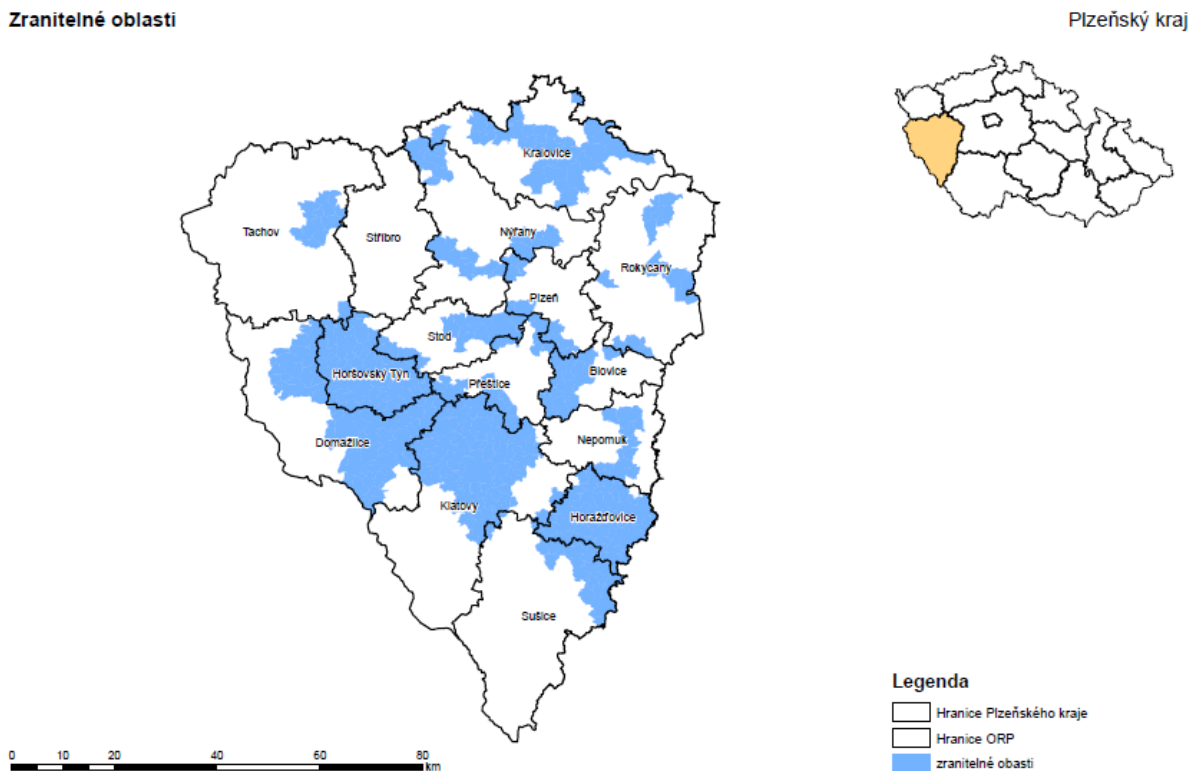 Zranitelné oblasti
Plzeňský kraj
Kralovice
Tachov
Stříbro
Nýřany
Rokycany
Plzeň
Stod
Horšovský Týn
Přeštice
Blovice
Domažlice
Nepomuk
Klatovy
Horažďovice
Sušice
Legenda
Hranice Plzeňského kraje
Hranice ORP
zranitelné obasti
0 10 20 40 60 80
km